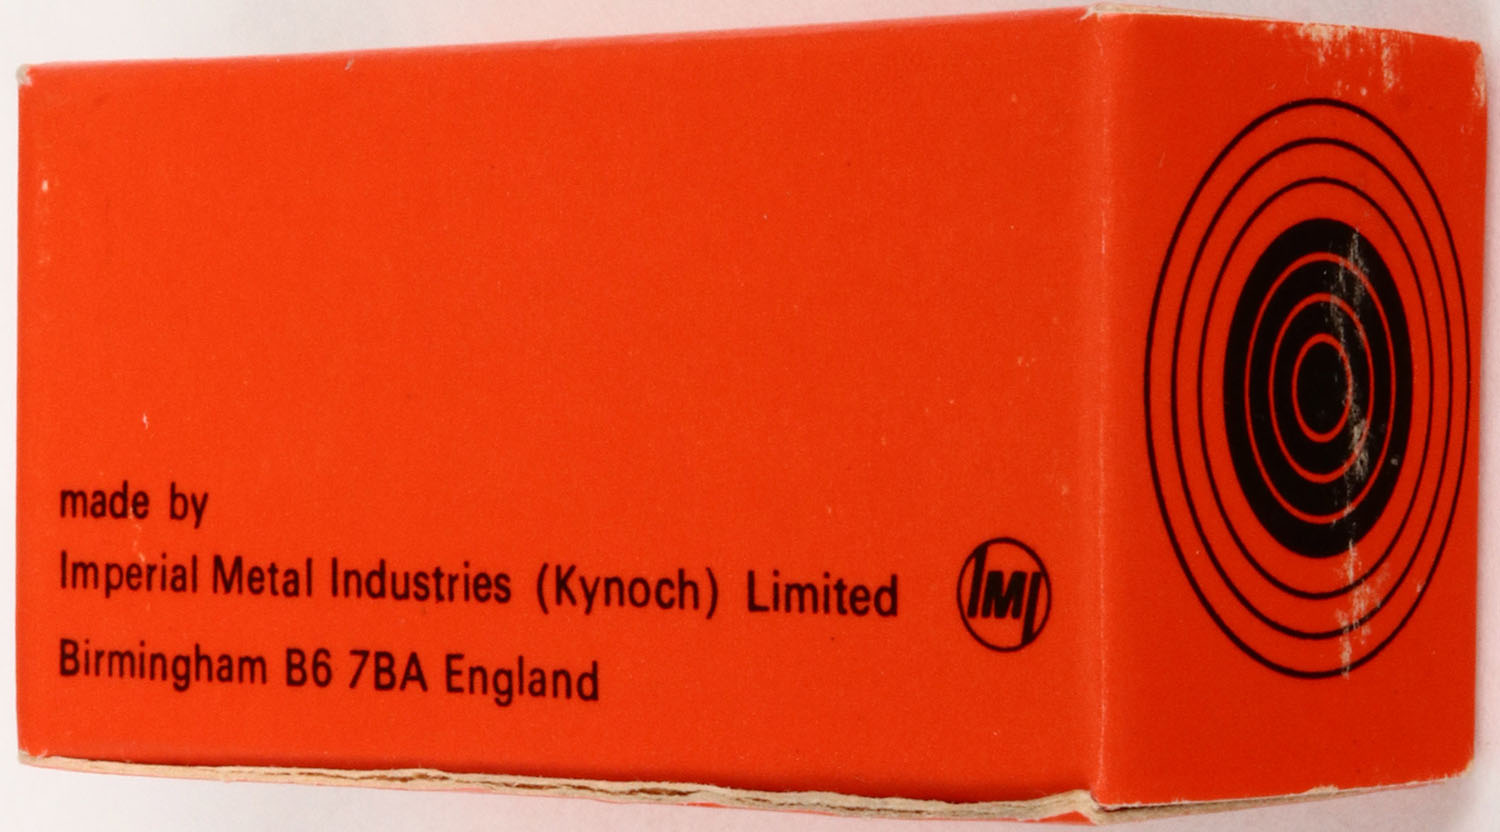 made by
Imperial Metal Industries (Kynoch) Limited
IMI
Birmingham B6 7BA England